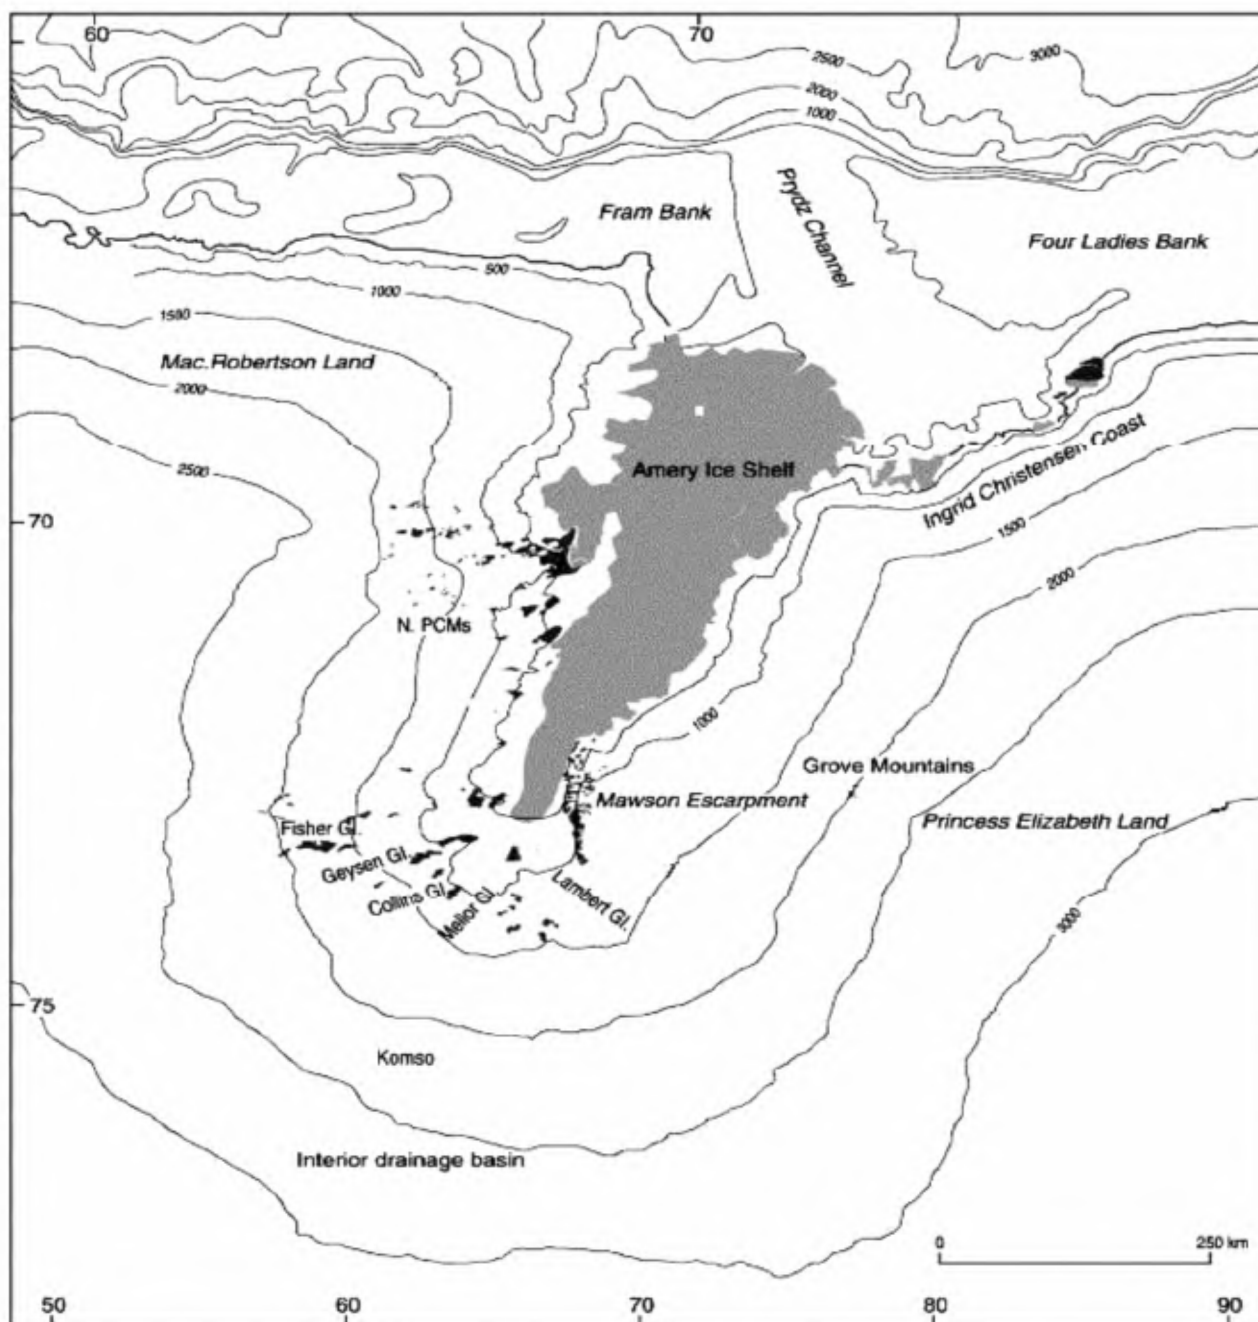 60
70
2500
3000
2000
1000
Prydz Channel
Fram Bank
Four Ladies Bank
500
1000
1500
Mac.Robertson Land
2000
2500
Amery Ice Shelf
Ingrid Christensen Coast
70
1500
2000
N. PCMs
1000
Grove Mountains
Mawson Escarpment
Princess Elizabeth Land
Fisher Gl.
Geysen Gl.
Collins Gl.
Mellor Gl.
Lambert Gl.
3000
75
Komso
Interior drainage basin
0
250 km
50
60
70
80
90